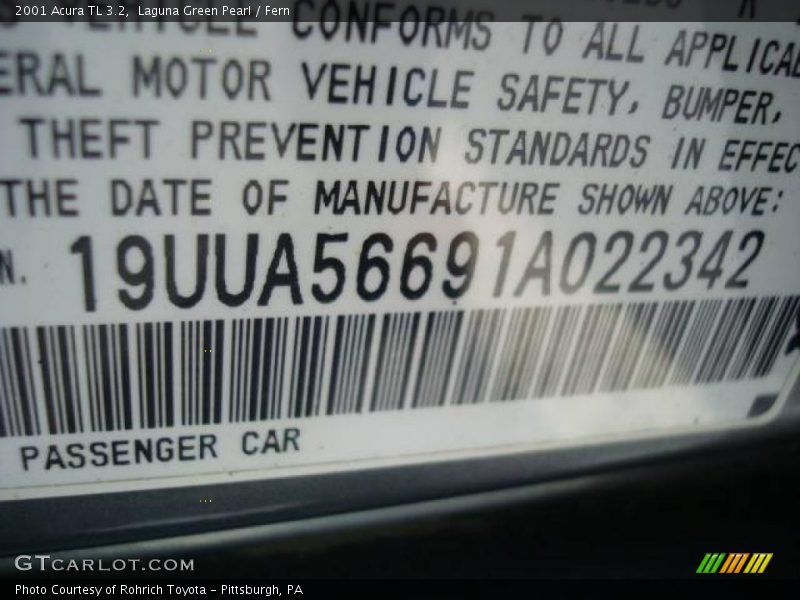 2001 Acura TL 3.2, Laguna Green Pearl / Fern
VEHICLE CONFORMS TO ALL APPLICAB
ERAL MOTOR VEHICLE SAFETY, BUMPER,
THEFT PREVENTION STANDARDS IN EFFEC
THE DATE OF MANUFACTURE SHOWN ABOVE:
N. 19UUA56691A022342
PASSENGER CAR
GTCARLOT.COM
Photo Courtesy of Rohrich Toyota - Pittsburgh, PA